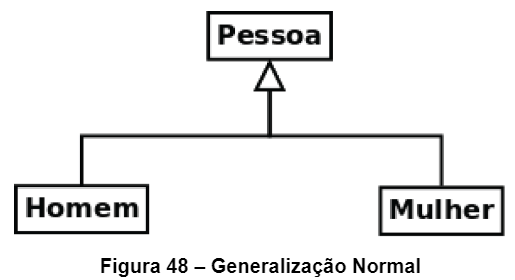 Pessoa
Homem
Mulher
Figura 48 – Generalização Normal